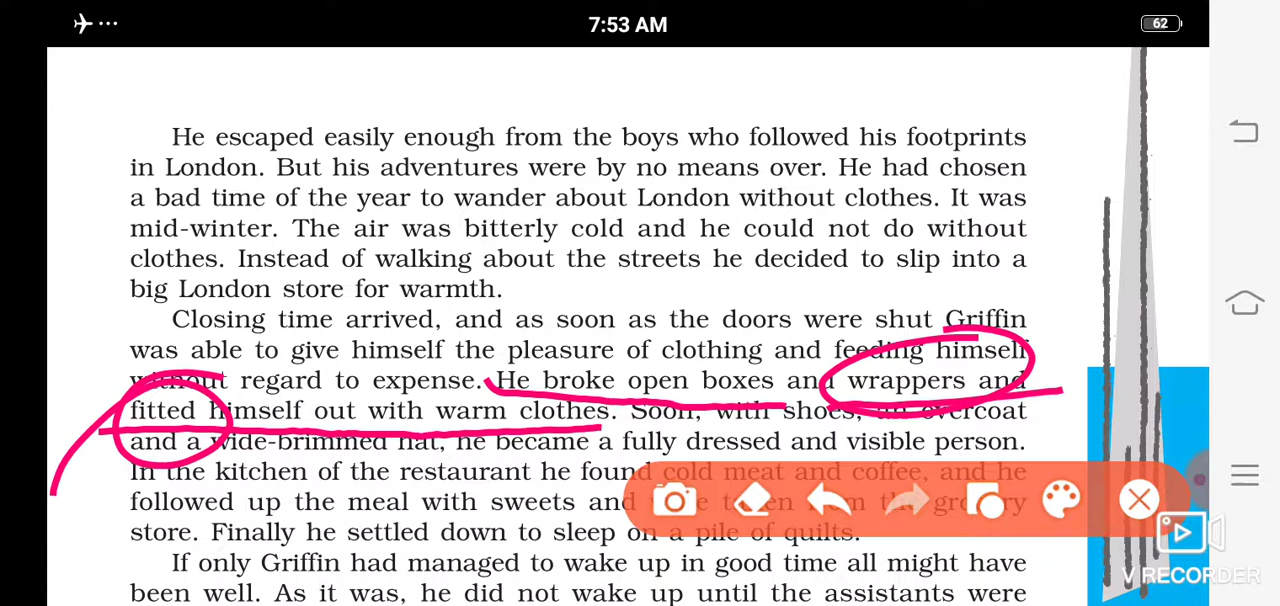 7:53 AM
62
He escaped easily enough from the boys who followed his footprints
in London. But his adventures were by no means over. He had chosen
a bad time of the year to wander about London without clothes. It was
mid-winter. The air was bitterly cold and he could not do without
clothes. Instead of walking about the streets he decided to slip into a
big London store for warmth.
Closing time arrived, and as soon as the doors were shut Griffin
was able to give himself the pleasure of clothing and feeding himself
without regard to expense. He broke open boxes and wrappers and
fitted himself out with warm clothes. Soon, with shoes, an overcoat
and a wide-brimmed hat, he became a fully dressed and visible person.
In the kitchen of the restaurant he found cold meat and coffee, and he
followed up the meal with sweets and from the grocery
store. Finally he settled down to sleep on a pile of quilts.
If only Griffin had managed to wake up in good time all might have
been well. As it was, he did not wake up until the assistants were
V RECORDER